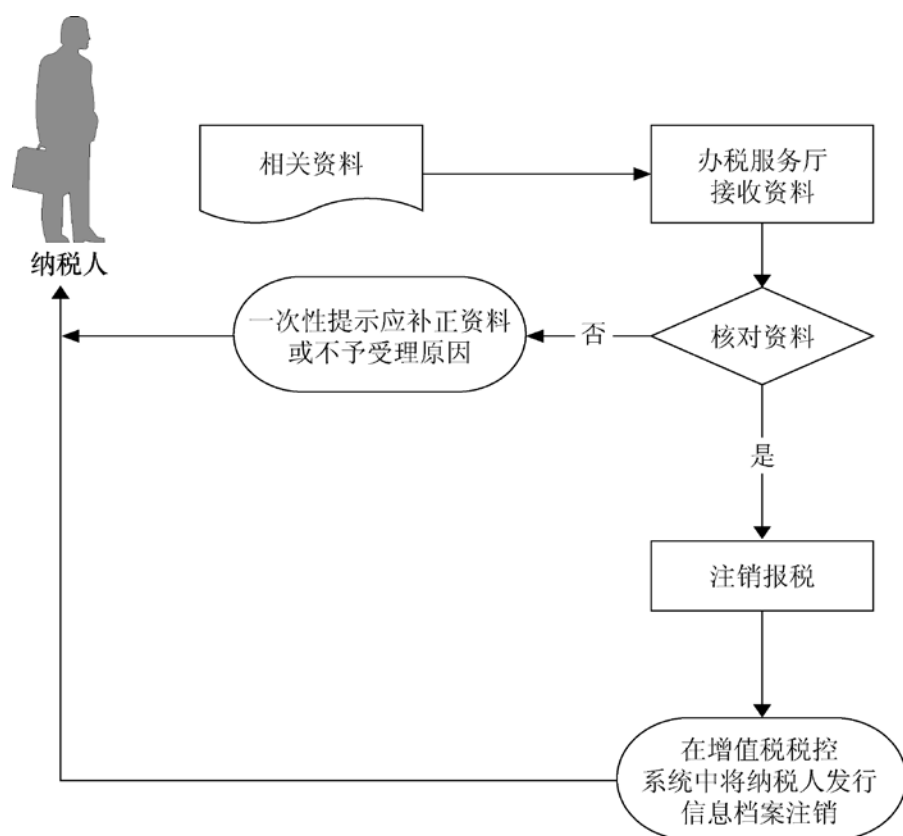 相关资料
办税服务厅
接收资料
纳税人
一次性提示应补正资料
或不予受理原因
否
核对资料
是
注销报税
在增值税税控
系统中将纳税人发行
信息档案注销